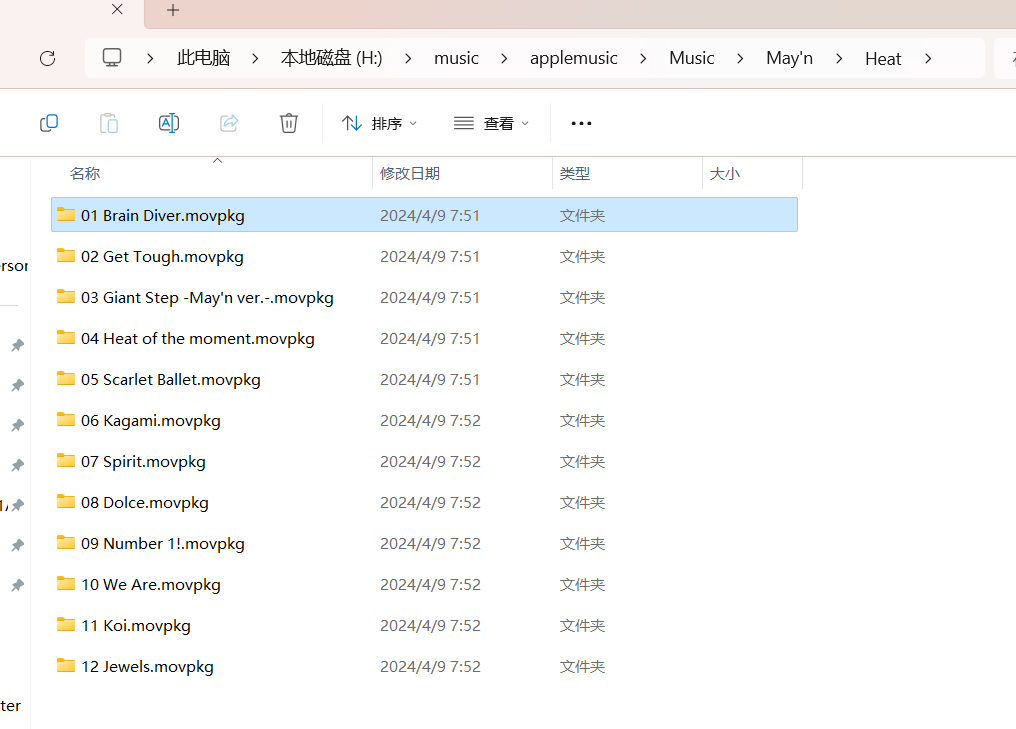 此电脑 本地磁盘 (H:) music applemusic Music May'n Heat
排序 查看
名称 修改日期 类型 大小
01 Brain Diver.movpkg 2024/4/9 7:51 文件夹
02 Get Tough.movpkg 2024/4/9 7:51 文件夹
03 Giant Step -May'n ver.-.movpkg 2024/4/9 7:51 文件夹
04 Heat of the moment.movpkg 2024/4/9 7:51 文件夹
05 Scarlet Ballet.movpkg 2024/4/9 7:51 文件夹
06 Kagami.movpkg 2024/4/9 7:52 文件夹
07 Spirit.movpkg 2024/4/9 7:52 文件夹
08 Dolce.movpkg 2024/4/9 7:52 文件夹
09 Number 1!.movpkg 2024/4/9 7:52 文件夹
10 We Are.movpkg 2024/4/9 7:52 文件夹
11 Koi.movpkg 2024/4/9 7:52 文件夹
12 Jewels.movpkg 2024/4/9 7:52 文件夹